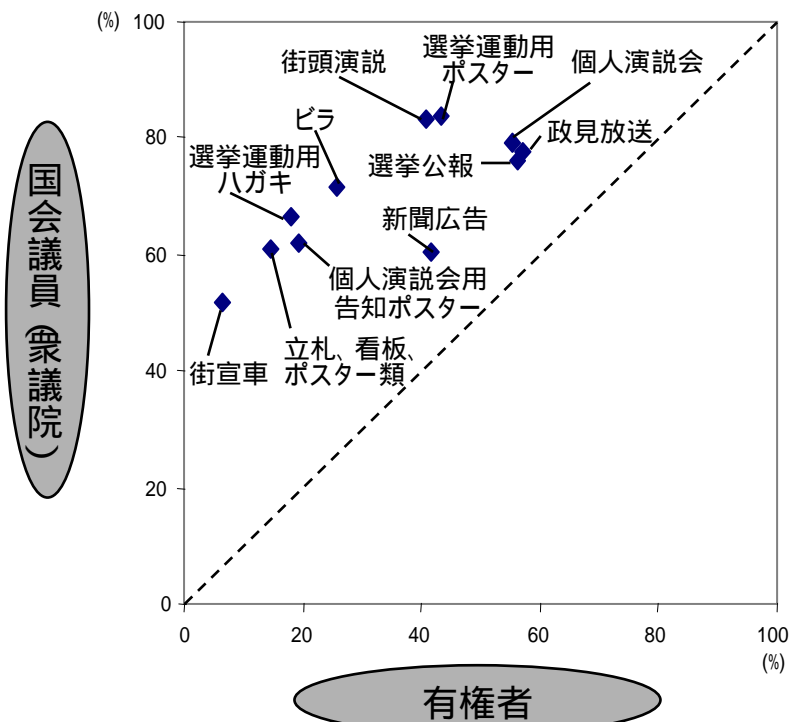 (%)
100
80
60
40
20
0
0 20 40 60 80 100
(%)
国会議員（衆議院）
有権者
街頭演説
選挙運動用
ポスター
個人演説会
政見放送
選挙公報
ビラ
選挙運動用
ハガキ
新聞広告
個人演説会用
告知ポスター
立札、看板、
ポスター類
街宣車